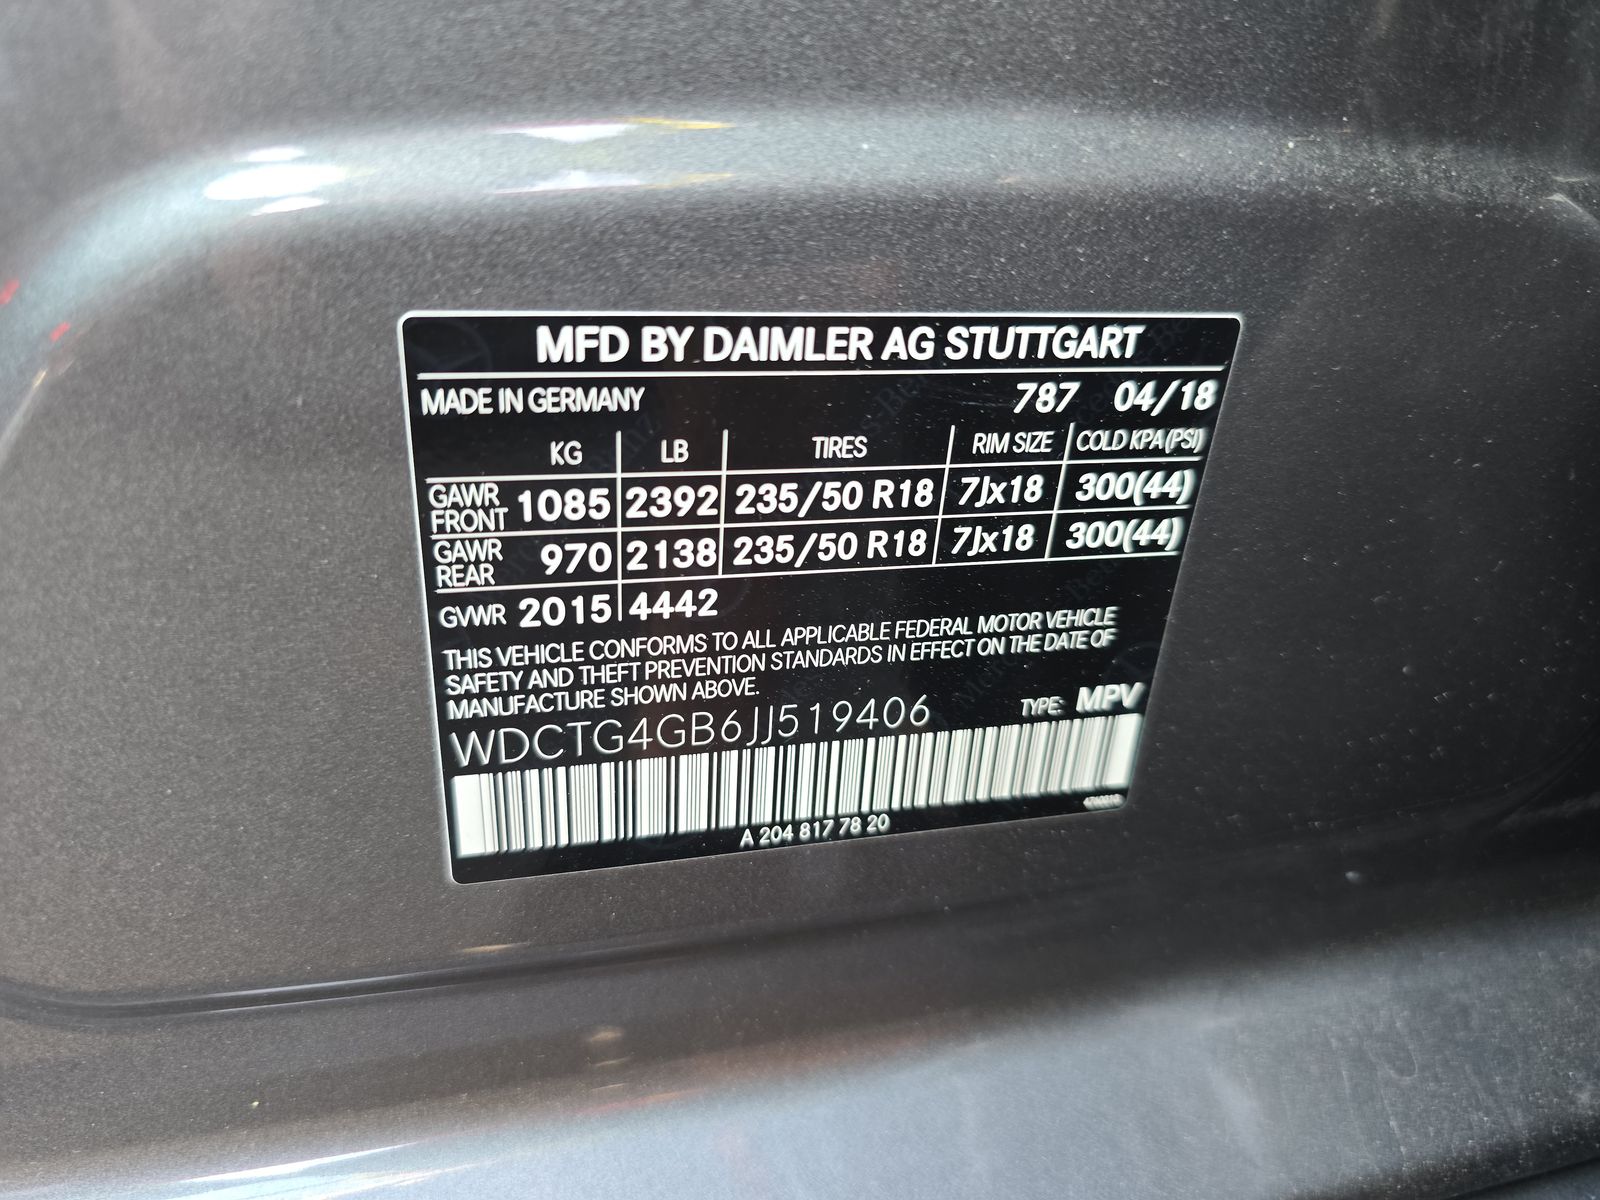 MFD BY DAIMLER AG STUTTGART
MADE IN GERMANY 787 04/18
KG LB TIRES RIM SIZE COLD KPA(PSI)
GAWR FRONT 1085 2392 235/50 R18 7Jx18 300(44)
GAWR REAR 970 2138 235/50 R18 7Jx18 300(44)
GVWR 2015 4442
THIS VEHICLE CONFORMS TO ALL APPLICABLE FEDERAL MOTOR VEHICLE
SAFETY AND THEFT PREVENTION STANDARDS IN EFFECT ON THE DATE OF
MANUFACTURE SHOWN ABOVE.
WDCTG4GB6JJ519406 TYPE: MPV
A 204 817 78 20